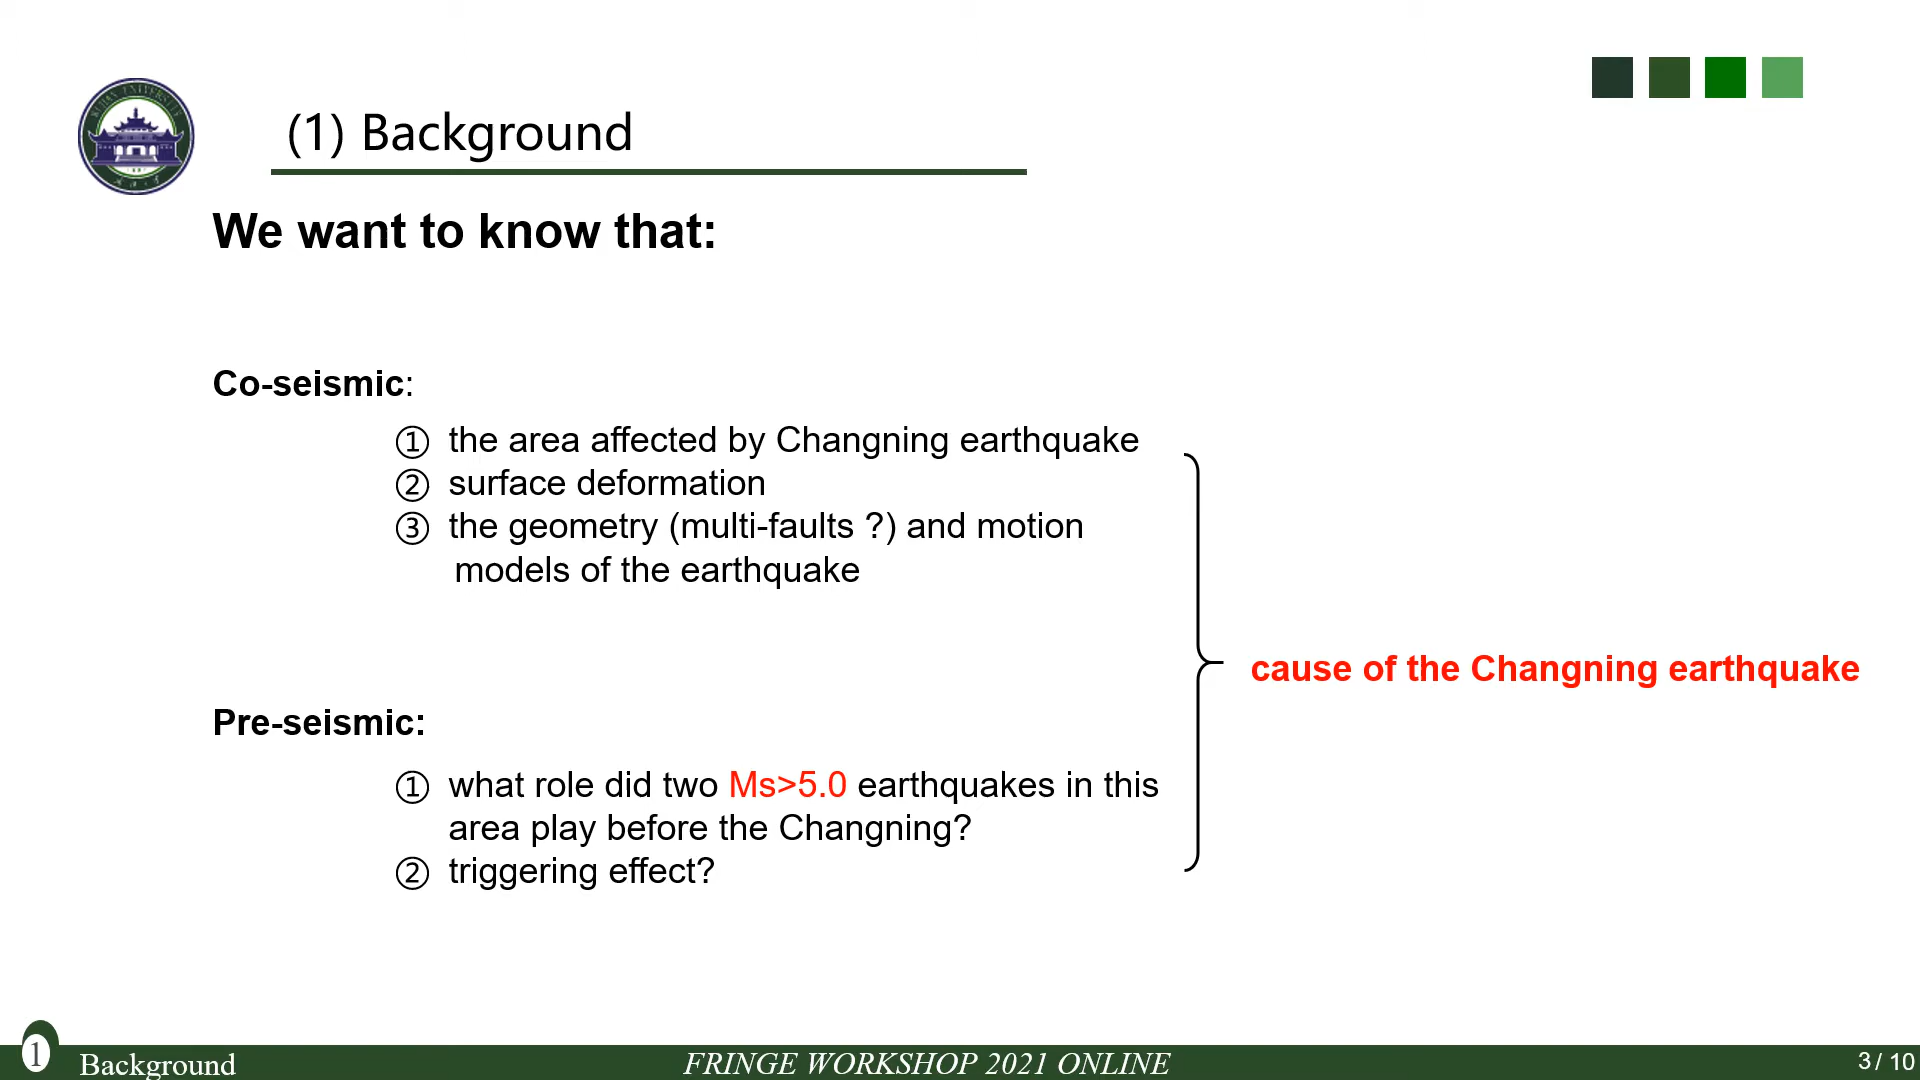 (1) Background
We want to know that:
Co-seismic:
① the area affected by Changning earthquake
② surface deformation
③ the geometry (multi-faults ?) and motion
models of the earthquake
cause of the Changning earthquake
Pre-seismic:
① what role did two Ms>5.0 earthquakes in this
area play before the Changning?
② triggering effect?
1
Background
FRINGE WORKSHOP 2021 ONLINE
3 / 10